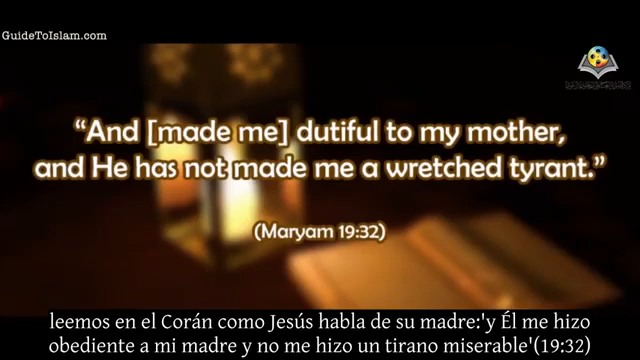 GuideToIslam.com
“And [made me] dutiful to my mother,
and He has not made me a wretched tyrant.”
(Maryam 19:32)
leemos en el Corán como Jesús habla de su madre:'y Él me hizo
obediente a mi madre y no me hizo un tirano miserable'(19:32)